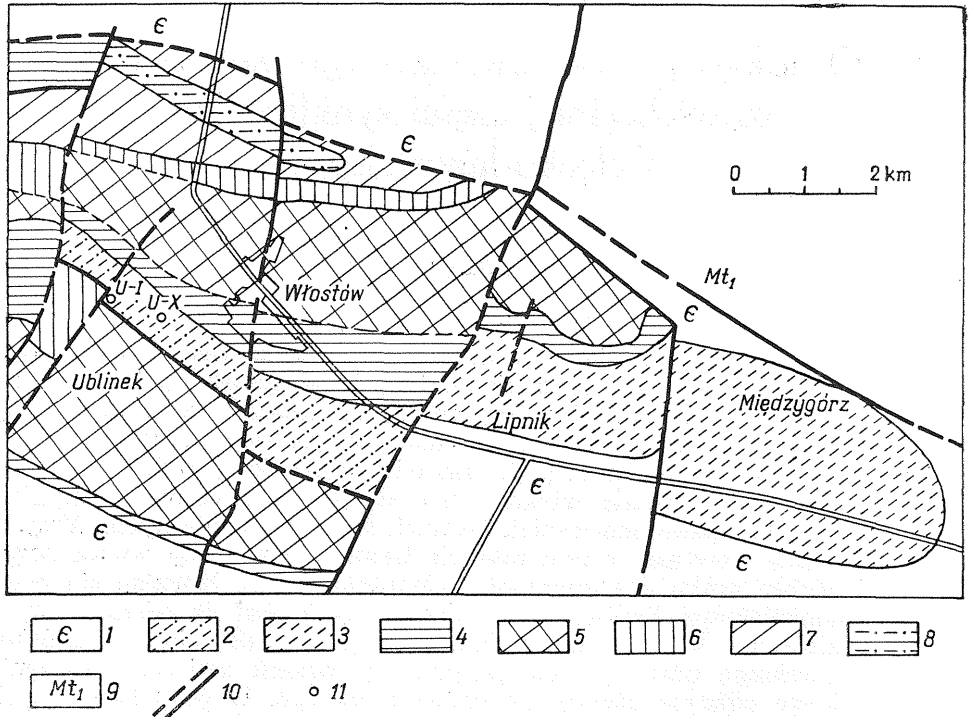 Є
Є
0 1 2 km
Mt₁
U-I
U-X
Włostów
Є
Ublinek
Międzygórz
Lipnik
Є
Є
Є
Є 1
2
3
4
5
6
7
8
Mt₁ 9
10
11